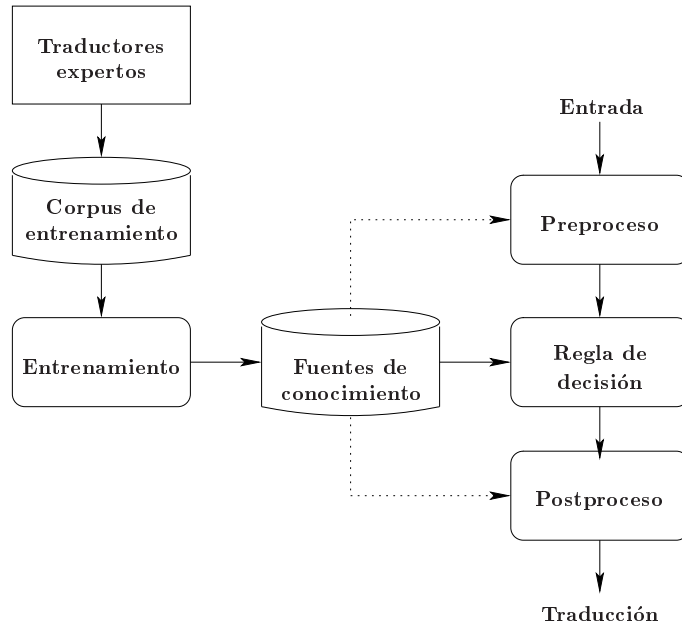 Traductores
expertos
Corpus de
entrenamiento
Entrenamiento
Fuentes de
conocimiento
Entrada
Preproceso
Regla de
decisión
Postproceso
Traducción